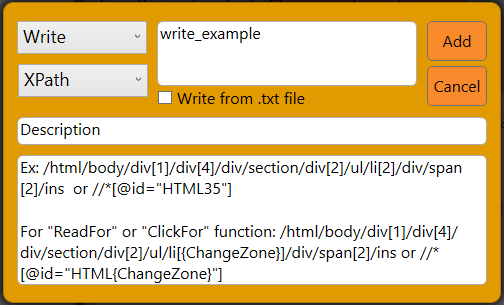 Write
write_example
Add
XPath
Cancel
Write from .txt file
Description
Ex: /html/body/div[1]/div[4]/div/section/div[2]/ul/li[2]/div/span
[2]/ins  or //*[@id="HTML35"]
For "ReadFor" or "ClickFor" function: /html/body/div[1]/div[4]/
div/section/div[2]/ul/li[{ChangeZone}]/div/span[2]/ins or //*
[@id="HTML{ChangeZone}"]